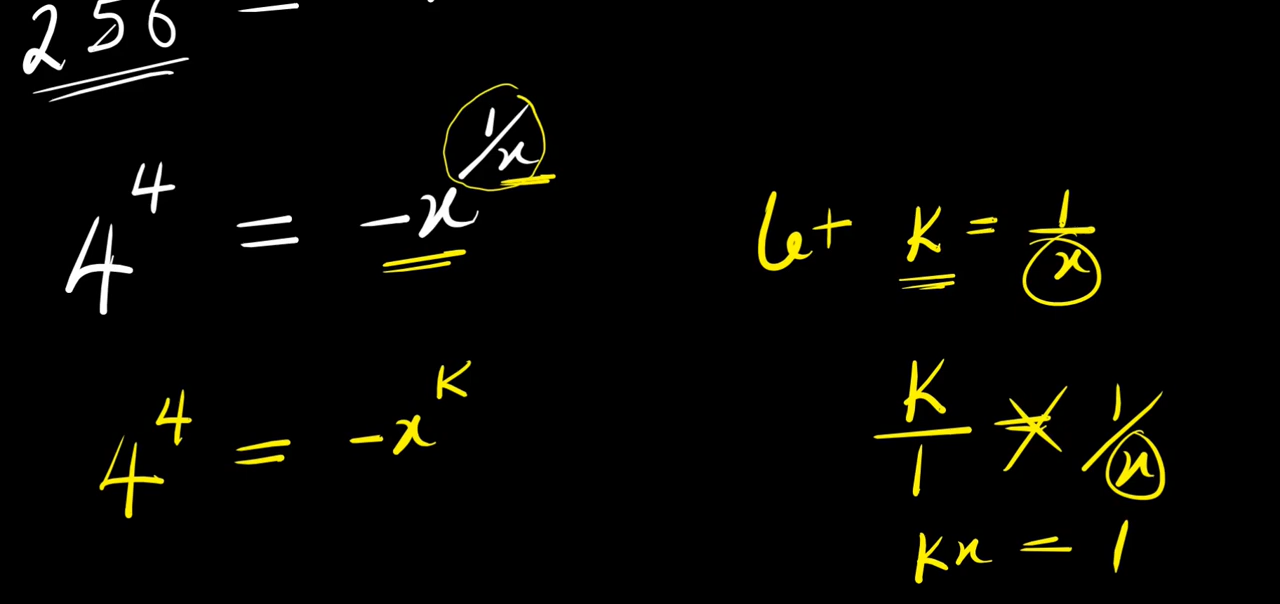 256 =
4^4 = -x^1/x
4^4 = -x^K
let K = 1/x
K/1 = 1/x
Kx = 1